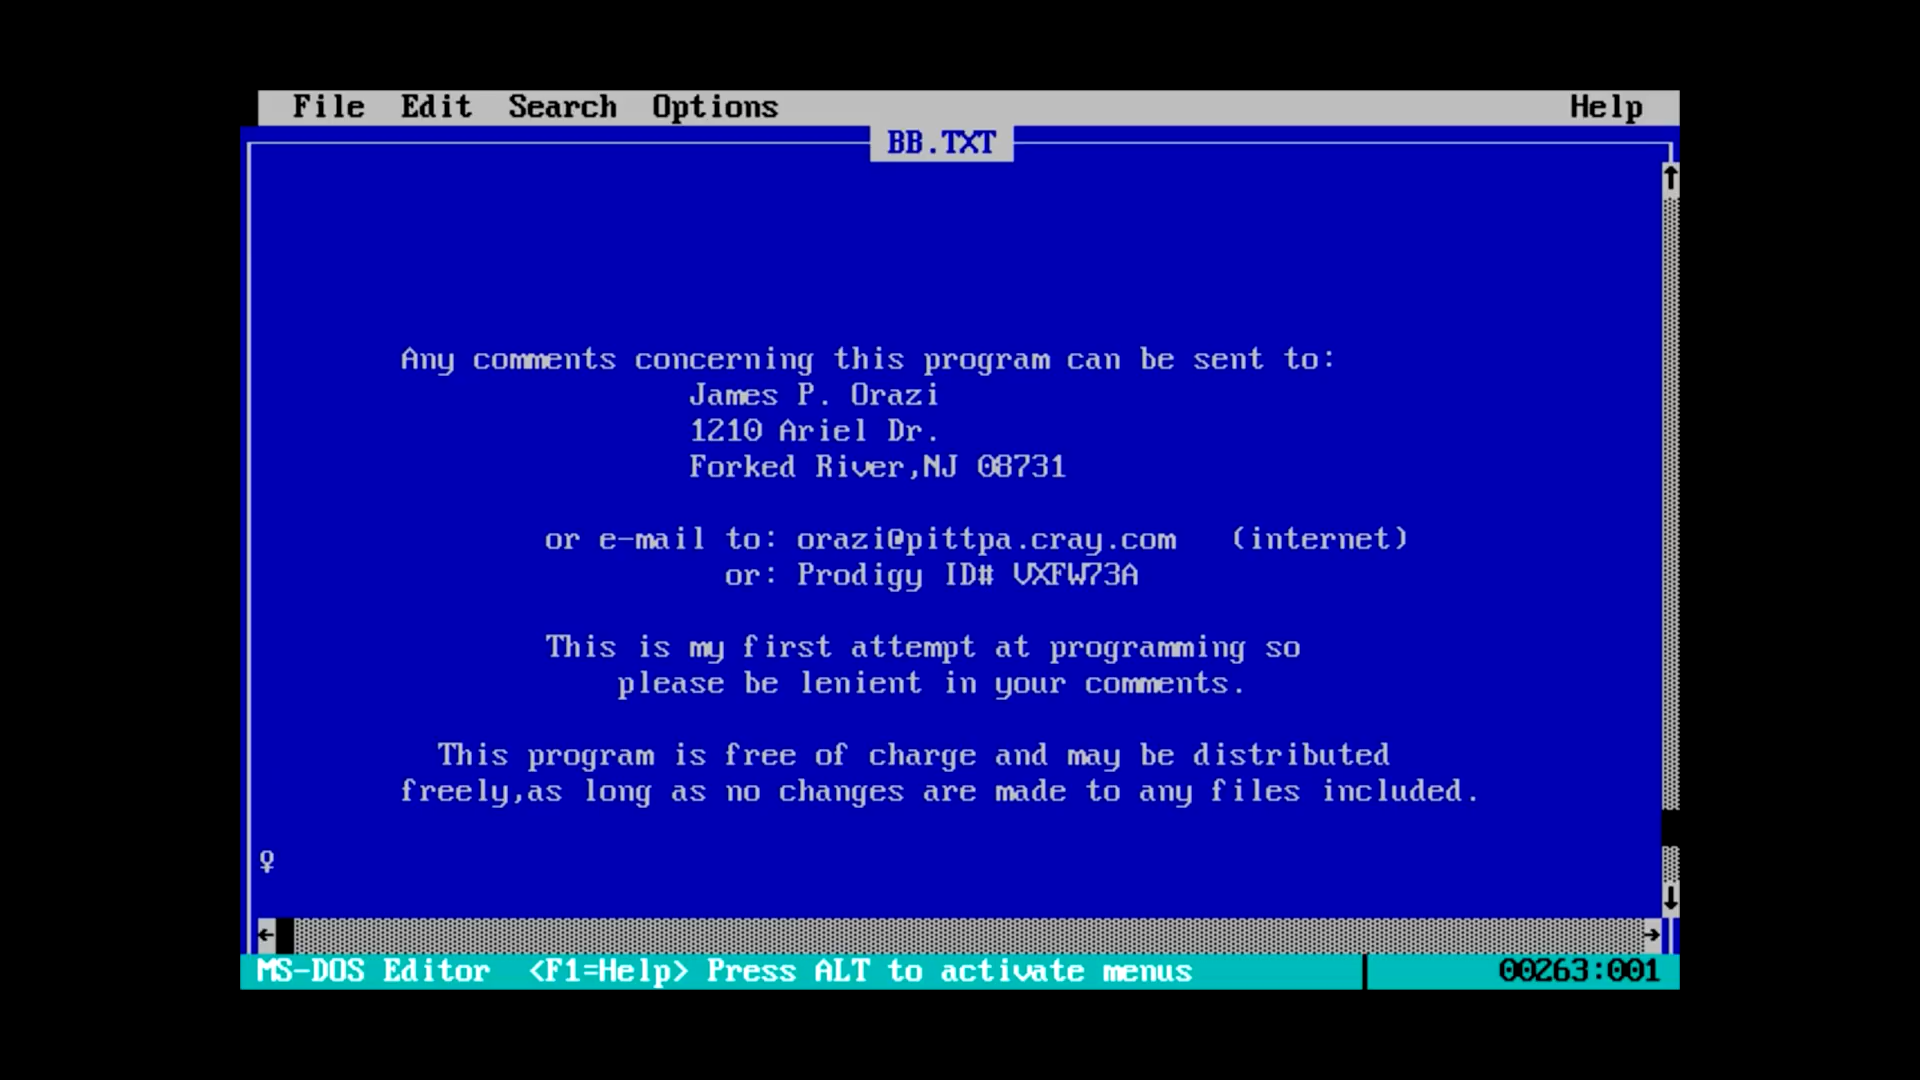 File Edit Search Options Help
BB.TXT
Any comments concerning this program can be sent to:
James P. Orazi
1210 Ariel Dr.
Forked River,NJ 08731
or e-mail to: orazi@pittpa.cray.com (internet)
or: Prodigy ID# VXFW73A
This is my first attempt at programming so
please be lenient in your comments.
This program is free of charge and may be distributed
freely,as long as no changes are made to any files included.
♀
MS-DOS Editor <F1=Help> Press ALT to activate menus 00263:001